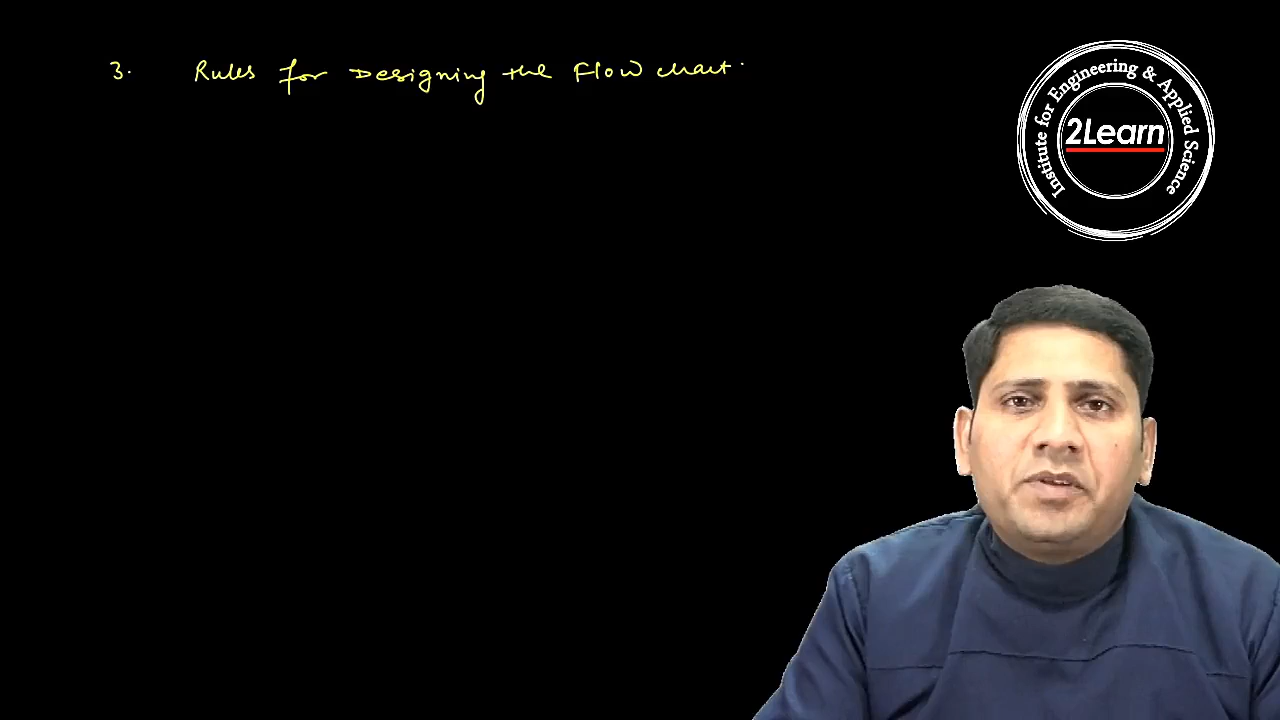 3. Rules for Designing the Flow chart.
Institute for Engineering & Applied Science
2Learn